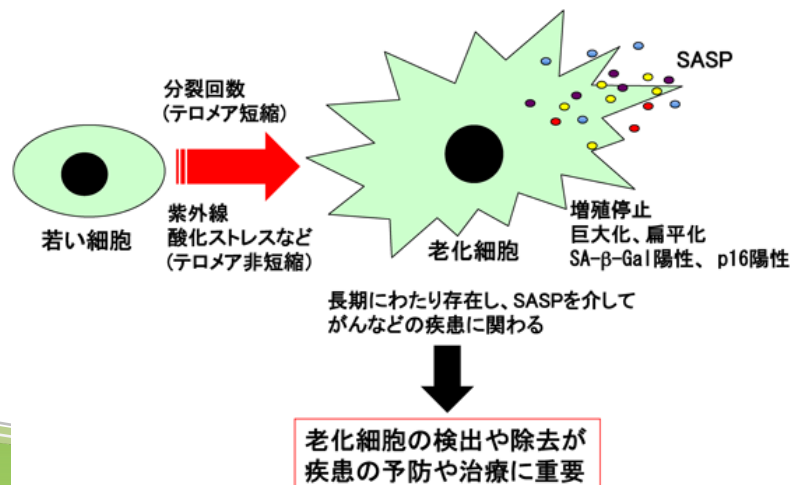 分裂回数
(テロメア短縮)
SASP
紫外線
酸化ストレスなど
(テロメア非短縮)
若い細胞
老化細胞
増殖停止
巨大化、扁平化
SA-β-Gal陽性、 p16陽性
長期にわたり存在し、SASPを介して
がんなどの疾患に関わる
老化細胞の検出や除去が
疾患の予防や治療に重要